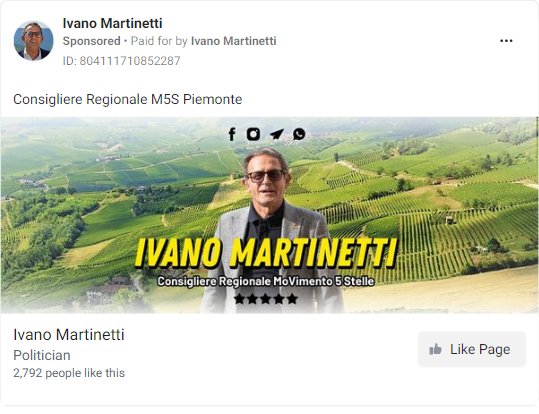 Ivano Martinetti
Sponsored • Paid for by Ivano Martinetti
ID: 804111710852287
Consigliere Regionale M5S Piemonte
IVANO MARTINETTI
Consigliere Regionale MoVimento 5 Stelle
★★★★★
Ivano Martinetti
Politician
2,792 people like this
Like Page